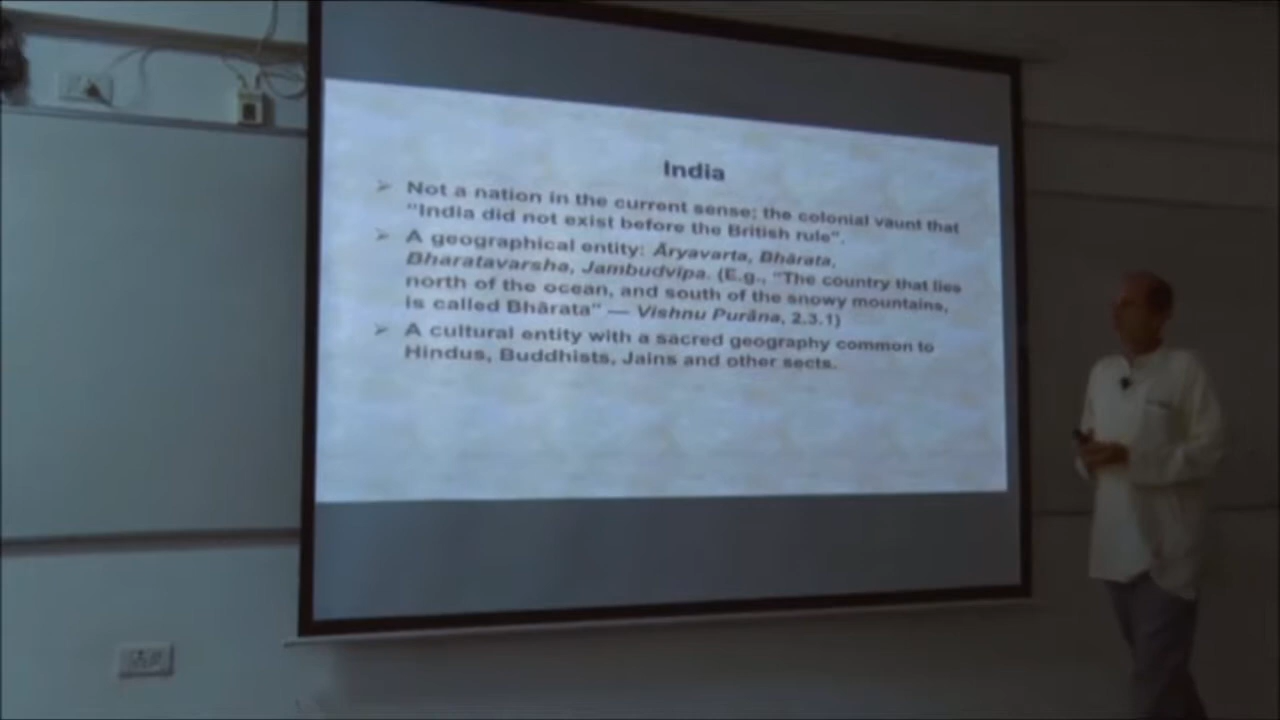 India
➢ Not a nation in the current sense; the colonial vaunt that
"India did not exist before the British rule".
➢ A geographical entity: Āryavarta, Bhārata,
Bharatavarsha, Jambudvīpa. (E.g., "The country that lies
north of the ocean, and south of the snowy mountains,
is called Bhārata" — Vishnu Purāna, 2.3.1)
➢ A cultural entity with a sacred geography common to
Hindus, Buddhists, Jains and other sects.